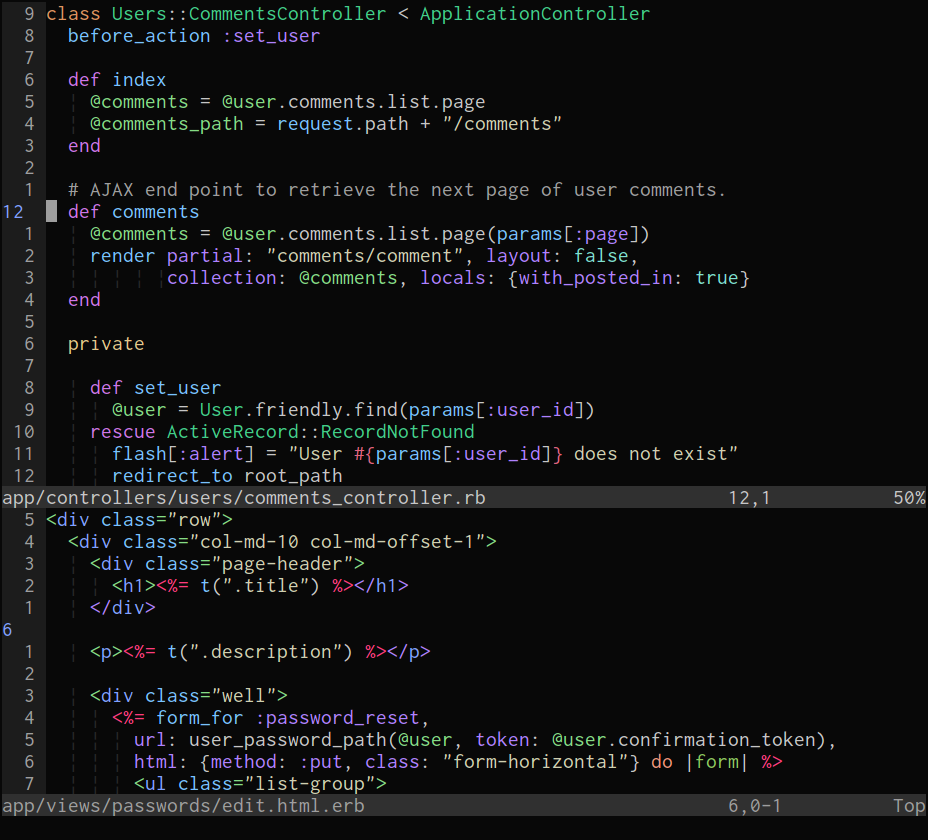 9 class Users::CommentsController < ApplicationController
8 before_action :set_user
7
6 def index
5 @comments = @user.comments.list.page
4 @comments_path = request.path + "/comments"
3 end
2
1 # AJAX end point to retrieve the next page of user comments.
12 def comments
1 @comments = @user.comments.list.page(params[:page])
2 render partial: "comments/comment", layout: false,
3 collection: @comments, locals: {with_posted_in: true}
4 end
5
6 private
7
8 def set_user
9 @user = User.friendly.find(params[:user_id])
10 rescue ActiveRecord::RecordNotFound
11 flash[:alert] = "User #{params[:user_id]} does not exist"
12 redirect_to root_path
app/controllers/users/comments_controller.rb 12,1 50%
5 <div class="row">
4 <div class="col-md-10 col-md-offset-1">
3 <div class="page-header">
2 <h1><%= t(".title") %></h1>
1 </div>
6
1 <p><%= t(".description") %></p>
2
3 <div class="well">
4 <%= form_for :password_reset,
5 url: user_password_path(@user, token: @user.confirmation_token),
6 html: {method: :put, class: "form-horizontal"} do |form| %>
7 <ul class="list-group">
app/views/passwords/edit.html.erb 6,0-1 Top